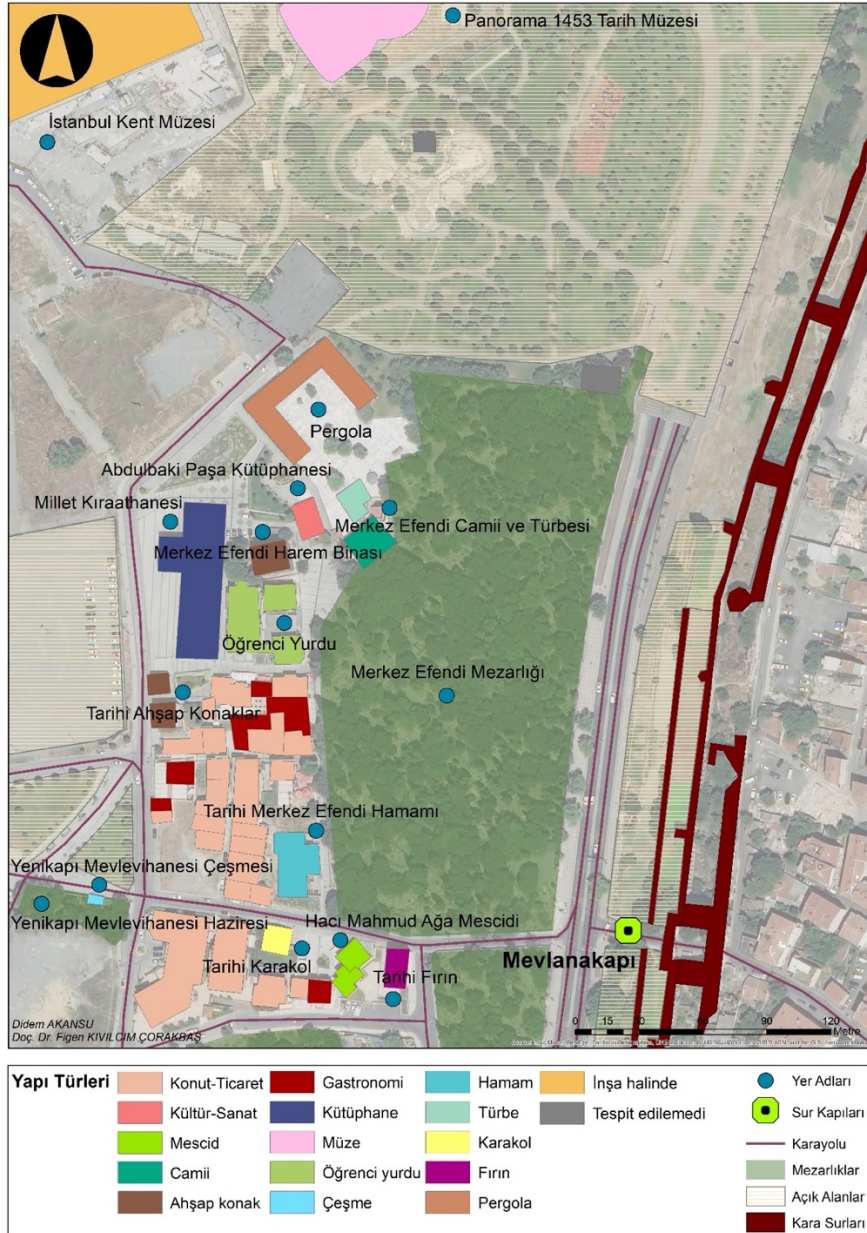 Panorama 1453 Tarih Müzesi
İstanbul Kent Müzesi
Pergola
Abdulbaki Paşa Kütüphanesi
Millet Kıraathanesi
Merkez Efendi Camii ve Türbesi
Merkez Efendi Harem Binası
Öğrenci Yurdu
Merkez Efendi Mezarlığı
Tarihi Ahşap Konaklar
Tarihi Merkez Efendi Hamamı
Yenikapı Mevlevihanesi Çeşmesi
Yenikapı Mevlevihanesi Haziresi
Hacı Mahmud Ağa Mescidi
Tarihi Karakol
Tarihi Fırın
Mevlanakapı
Didem AKANSU
Doç. Dr. Figen KIVILCIM ÇORAKBAŞ
0 15 30 60 90 120
Metre
Yapı Türleri
Konut-Ticaret
Kültür-Sanat
Mescid
Camii
Ahşap konak
Gastronomi
Kütüphane
Müze
Öğrenci yurdu
Çeşme
Hamam
Türbe
Karakol
Fırın
Pergola
İnşa halinde
Tespit edilemedi
Yer Adları
Sur Kapıları
Karayolu
Mezarlıklar
Açık Alanlar
Kara Surları